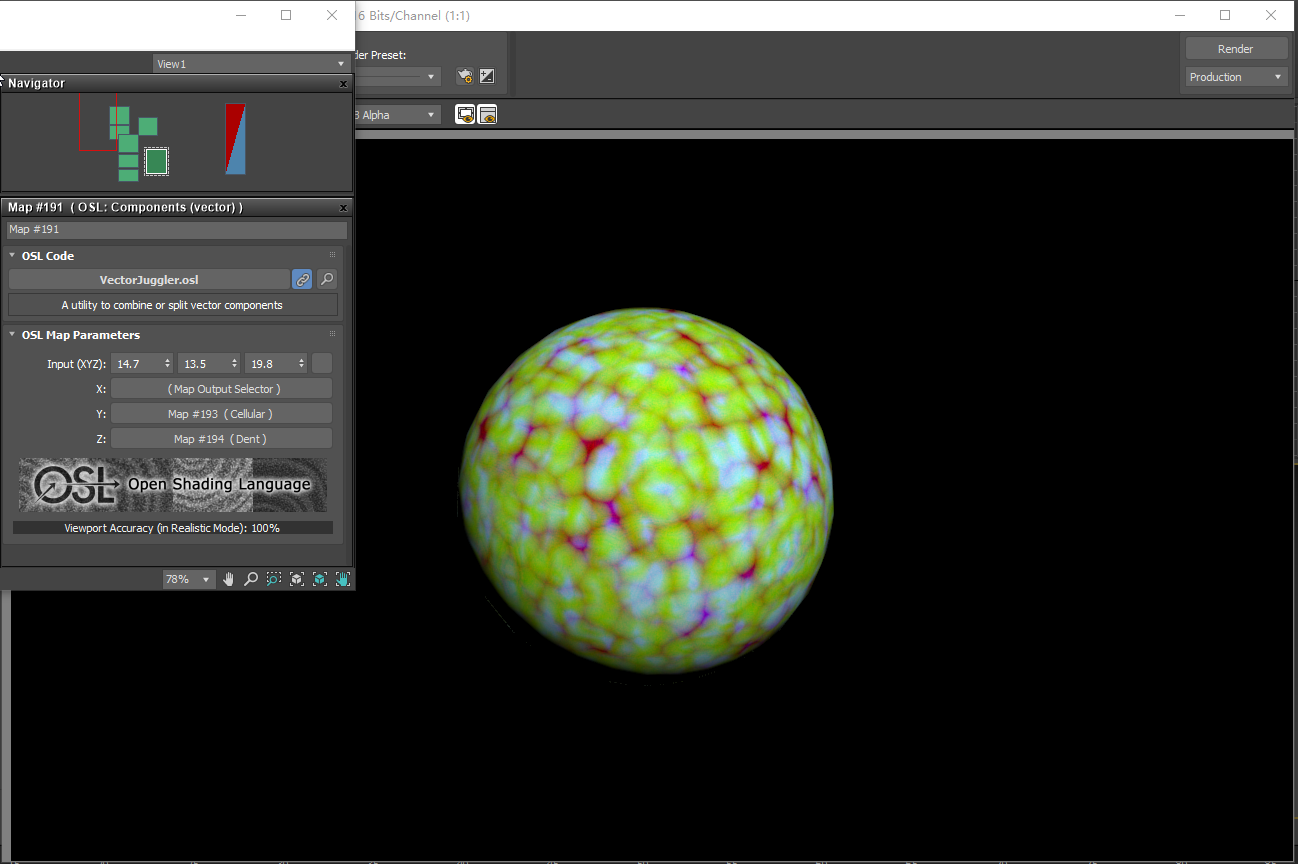 6 Bits/Channel (1:1)
der Preset:
Render
View1
Production
Navigator
B Alpha
Map #191 ( OSL: Components (vector) )
Map #191
OSL Code
VectorJuggler.osl
A utility to combine or split vector components
OSL Map Parameters
Input (XYZ): 14.7 13.5 19.8
X: ( Map Output Selector )
Y: Map #193 ( Cellular )
Z: Map #194 ( Dent )
OSL Open Shading Language
Viewport Accuracy (in Realistic Mode): 100%
78%